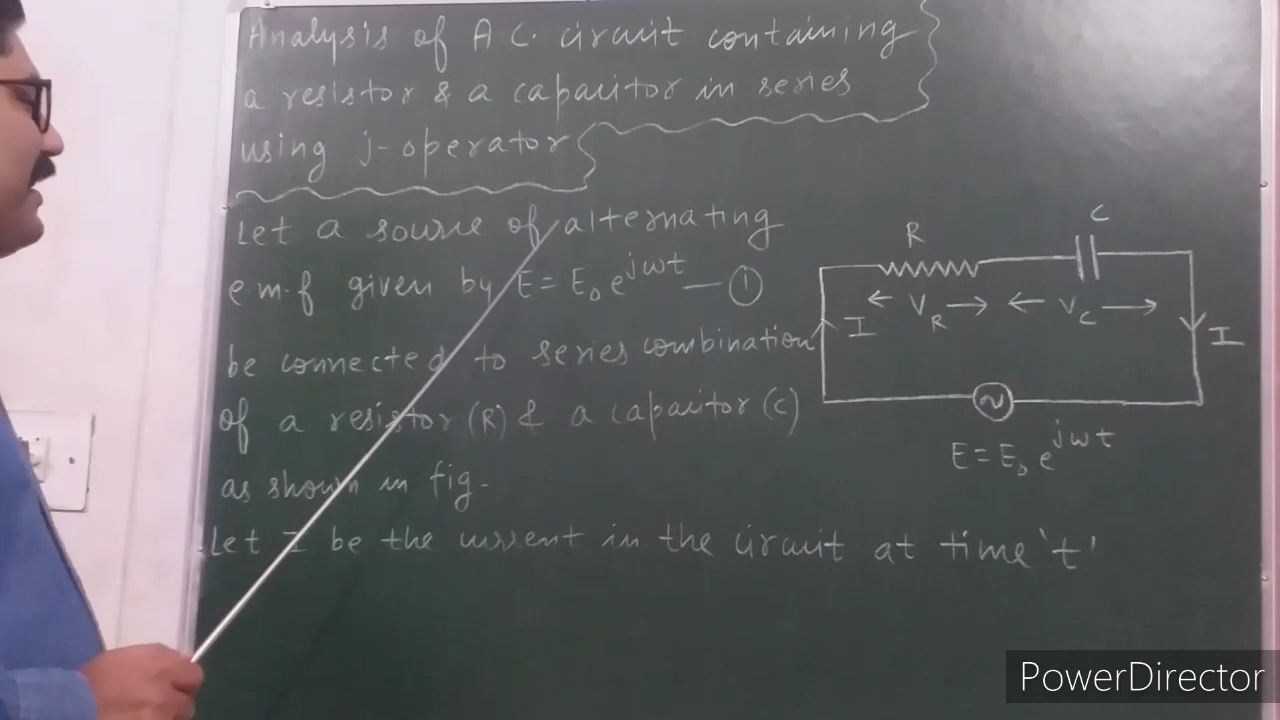 Analysis of A C. circuit containing
a resistor & a capacitor in series
using j-operator
Let a source of alternating
e.m.f given by E = E₀ e^jωt — ①
be connected to series combination
of a resistor (R) & a capacitor (C)
as shown in fig.
Let I be the current in the circuit at time 't'
R C
← V_R → ← V_C →
I I
~
E = E₀ e^jωt
PowerDirector